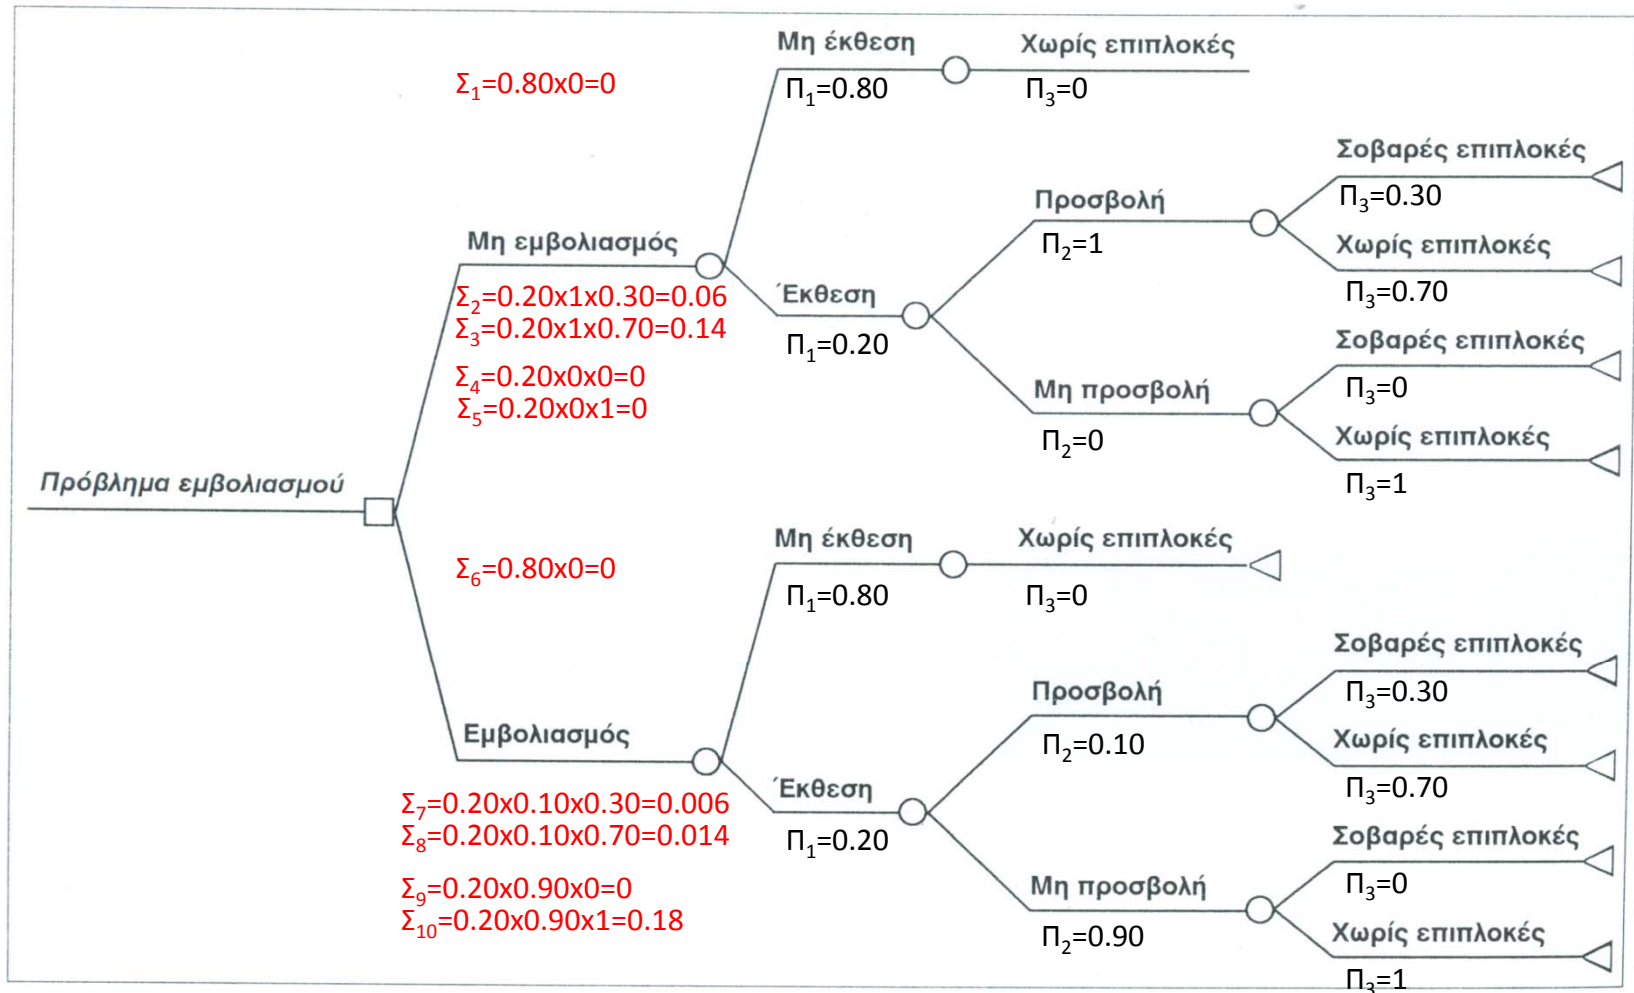 Μη έκθεση
Χωρίς επιπλοκές
Σ₁=0.80x0=0
Π₁=0.80
Π₃=0
Σοβαρές επιπλοκές
Π₃=0.30
Προσβολή
Π₂=1
Χωρίς επιπλοκές
Π₃=0.70
Μη εμβολιασμός
Σ₂=0.20x1x0.30=0.06
Σ₃=0.20x1x0.70=0.14
Έκθεση
Π₁=0.20
Σοβαρές επιπλοκές
Π₃=0
Σ₄=0.20x0x0=0
Σ₅=0.20x0x1=0
Μη προσβολή
Π₂=0
Χωρίς επιπλοκές
Π₃=1
Πρόβλημα εμβολιασμού
Μη έκθεση
Χωρίς επιπλοκές
Σ₆=0.80x0=0
Π₁=0.80
Π₃=0
Σοβαρές επιπλοκές
Π₃=0.30
Προσβολή
Π₂=0.10
Χωρίς επιπλοκές
Π₃=0.70
Εμβολιασμός
Έκθεση
Π₁=0.20
Σ₇=0.20x0.10x0.30=0.006
Σ₈=0.20x0.10x0.70=0.014
Σοβαρές επιπλοκές
Π₃=0
Σ₉=0.20x0.90x0=0
Σ₁₀=0.20x0.90x1=0.18
Μη προσβολή
Π₂=0.90
Χωρίς επιπλοκές
Π₃=1